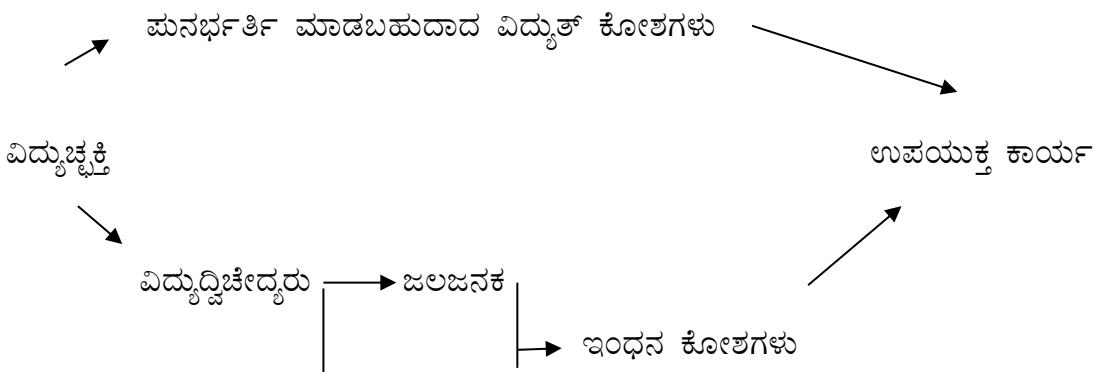 ಪುನರ್ಭರ್ತಿ ಮಾಡಬಹುದಾದ ವಿದ್ಯುತ್ ಕೋಶಗಳು
ವಿದ್ಯುಚ್ಛಕ್ತಿ
ಉಪಯುಕ್ತ ಕಾರ್ಯ
ವಿದ್ಯುದ್ವಿಚೇದ್ಯರು
ಜಲಜನಕ
ಇಂಧನ ಕೋಶಗಳು